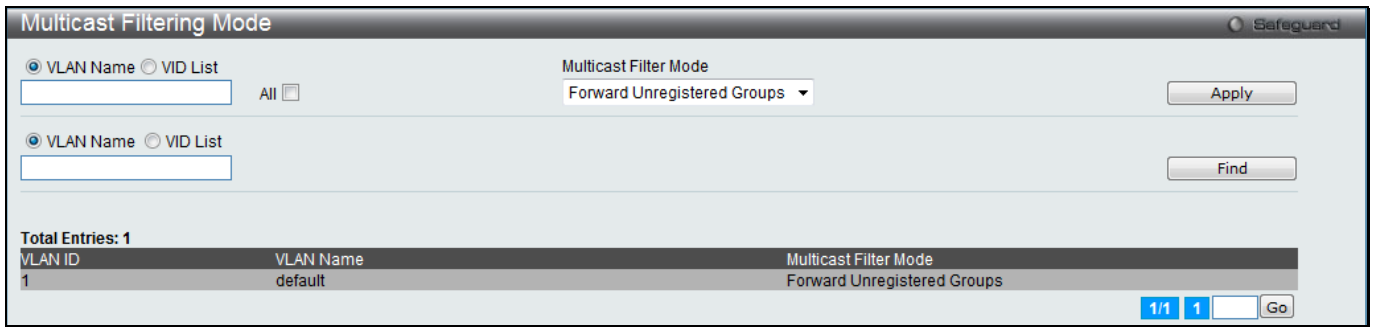 Multicast Filtering Mode
Safeguard
VLAN Name VID List
Multicast Filter Mode
All
Forward Unregistered Groups
Apply
VLAN Name VID List
Find
Total Entries: 1
VLAN ID VLAN Name Multicast Filter Mode
1 default Forward Unregistered Groups
1/1 1 Go